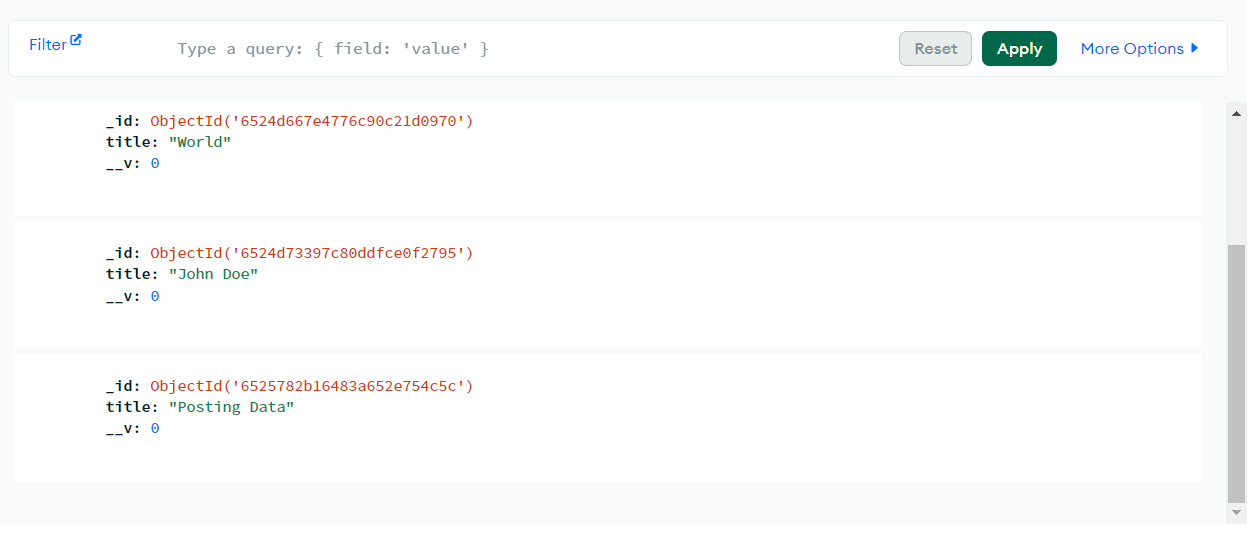 Filter
Type a query: { field: 'value' }
Reset
Apply
More Options
_id: ObjectId('6524d667e4776c90c21d0970')
title: "World"
__v: 0
_id: ObjectId('6524d73397c80ddfce0f2795')
title: "John Doe"
__v: 0
_id: ObjectId('6525782b16483a652e754c5c')
title: "Posting Data"
__v: 0